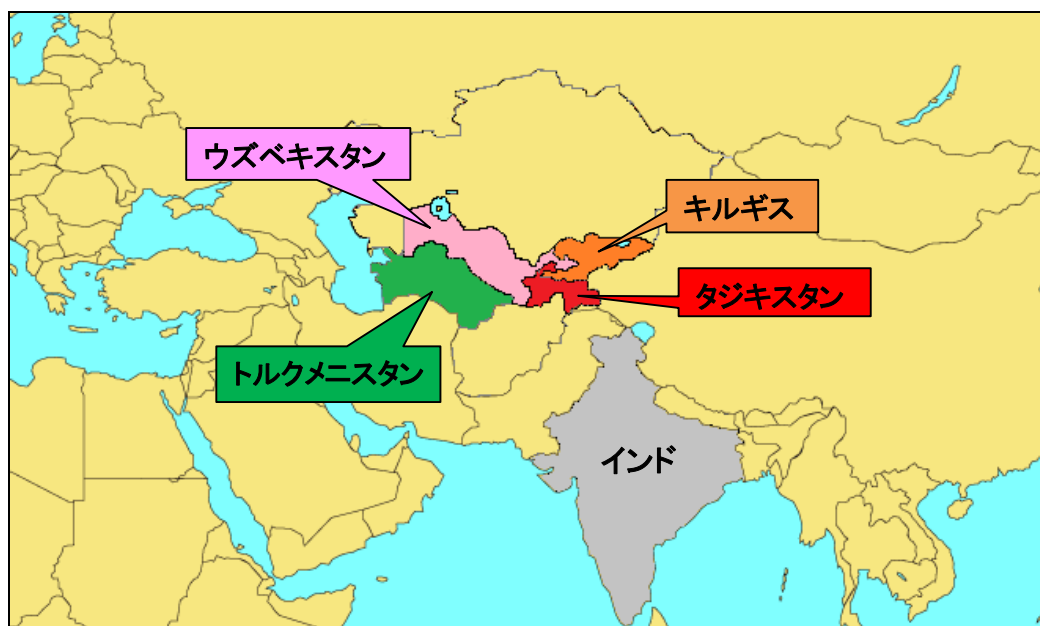 ウズベキスタン
キルギス
タジキスタン
トルクメニスタン
インド